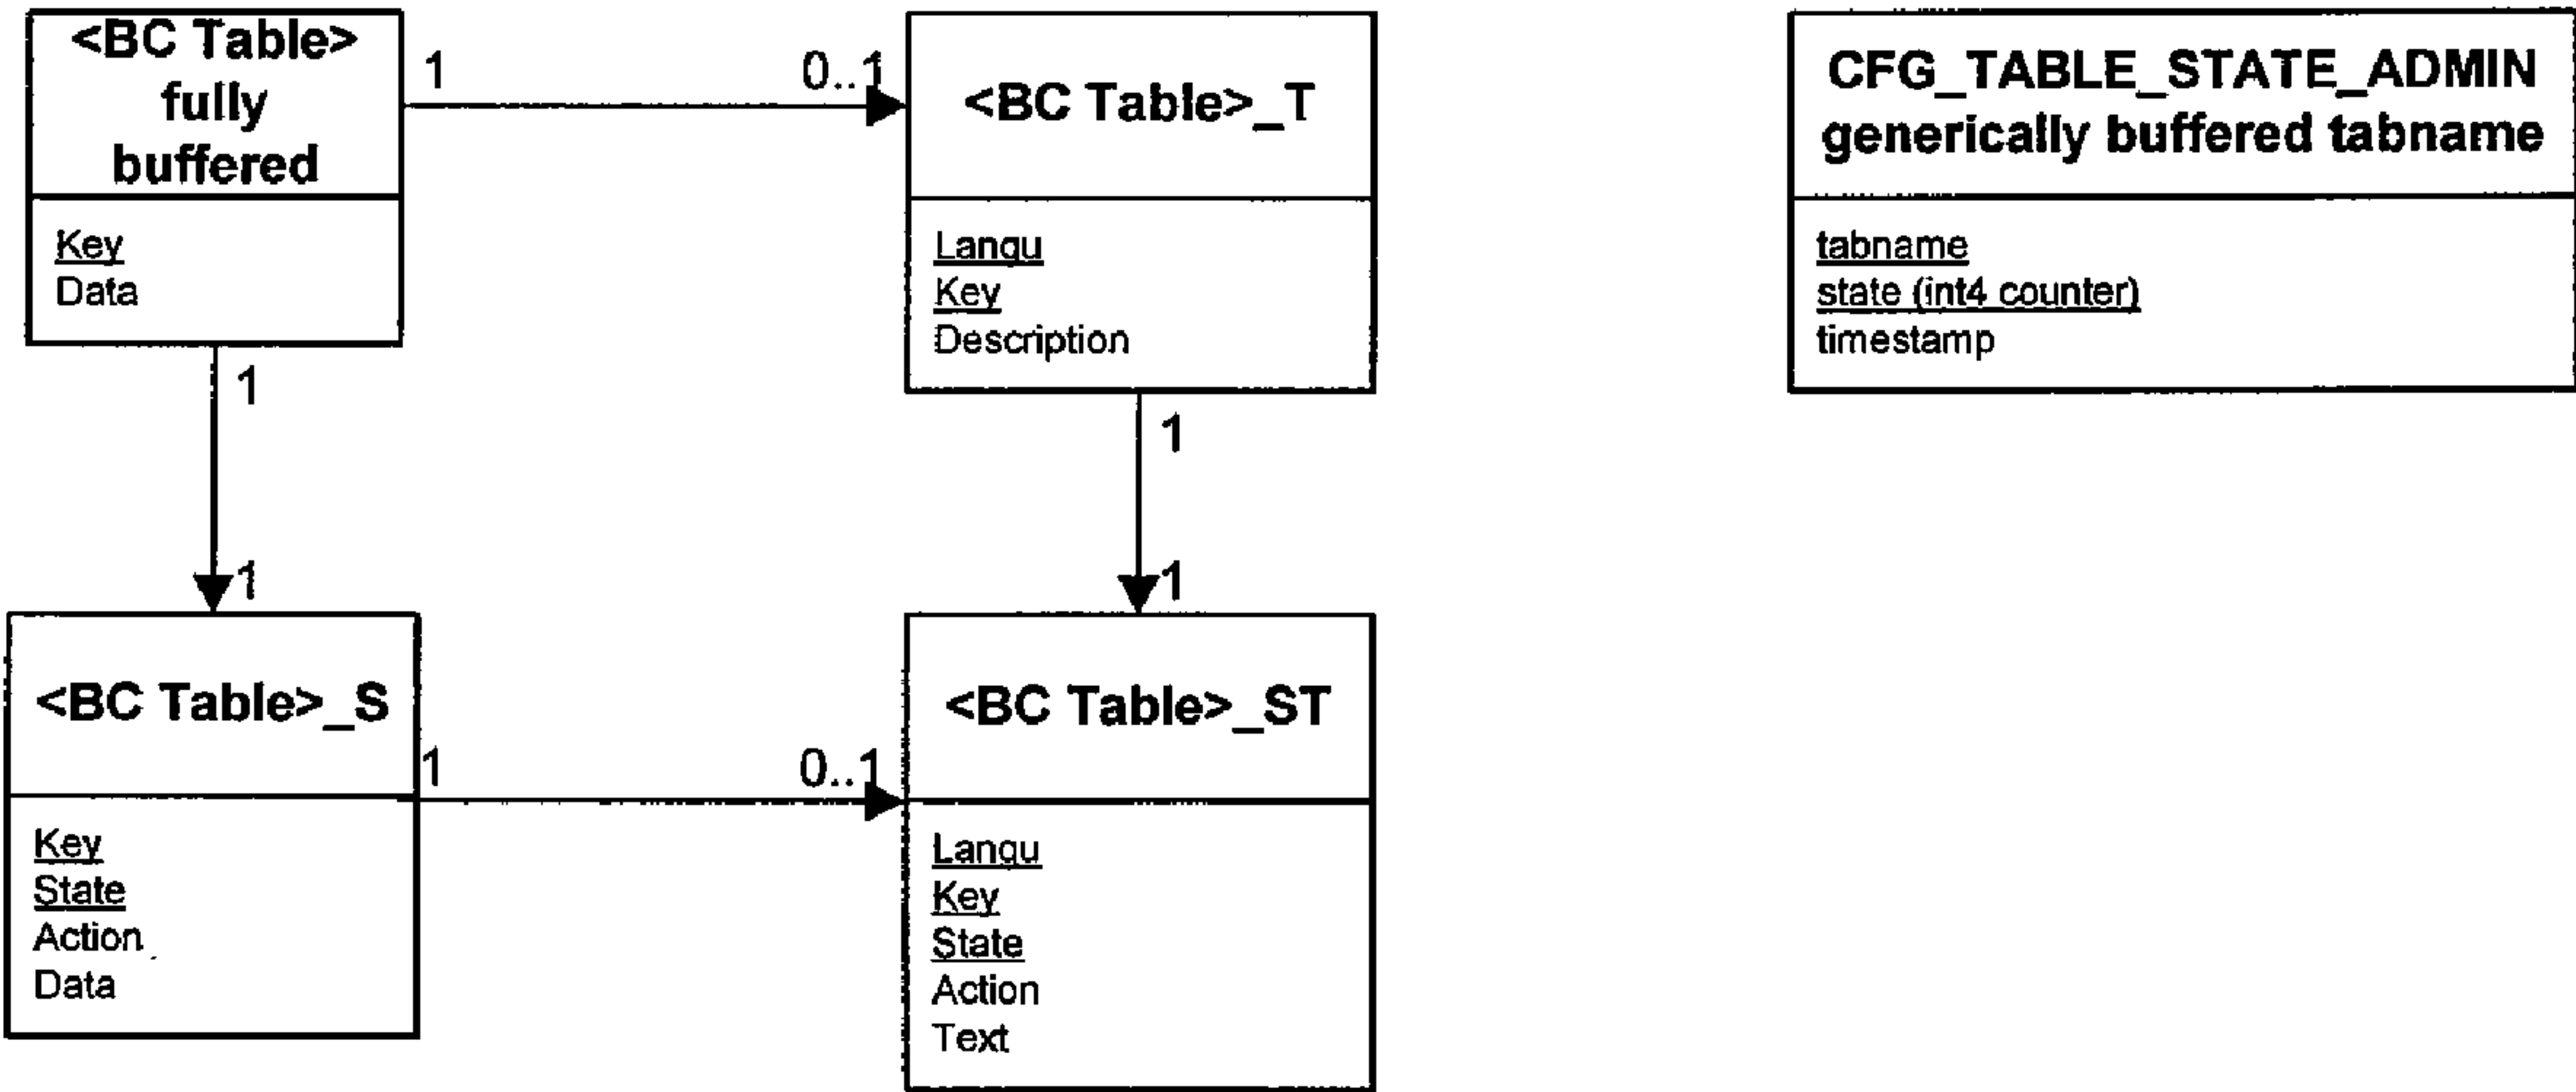 <BC Table>
fully
buffered
Key
Data
1
0..1
<BC Table>_T
Langu
Key
Description
CFG_TABLE_STATE_ADMIN
generically buffered tabname
tabname
state (int4 counter)
timestamp
1
1
1
1
<BC Table>_S
Key
State
Action
Data
1
0..1
<BC Table>_ST
Langu
Key
State
Action
Text